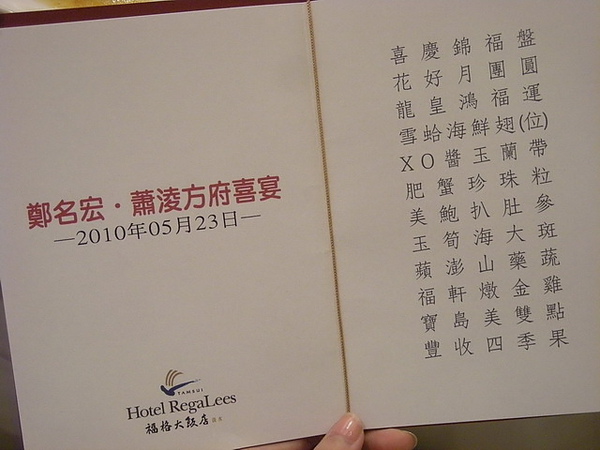 鄭名宏·蕭淩方府喜宴
—2010年05月23日—
TAMSUI
Hotel RegaLees
福格大飯店
喜慶錦福盤
花好月團圓
龍皇鴻福運
雪蛤海鮮翅(位)
XO醬玉蘭帶
肥蟹珍珠粒
美鮑扒肚參
玉筍海大斑
蘋澎山藥蔬
福軒燉金雞
寶島美雙點
豐收四季果